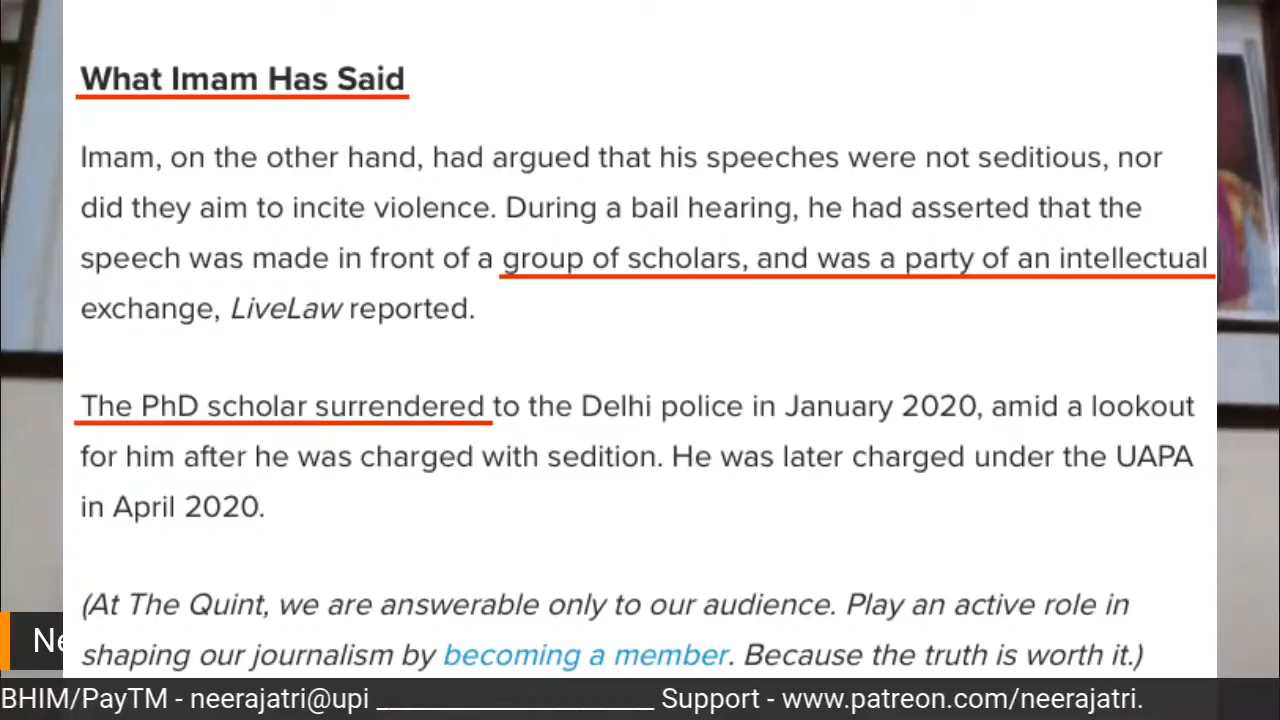 What Imam Has Said
Imam, on the other hand, had argued that his speeches were not seditious, nor
did they aim to incite violence. During a bail hearing, he had asserted that the
speech was made in front of a group of scholars, and was a party of an intellectual
exchange, LiveLaw reported.
The PhD scholar surrendered to the Delhi police in January 2020, amid a lookout
for him after he was charged with sedition. He was later charged under the UAPA
in April 2020.
(At The Quint, we are answerable only to our audience. Play an active role in
shaping our journalism by becoming a member. Because the truth is worth it.)
Ne
BHIM/PayTM - neerajatri@upi ______________________ Support - www.patreon.com/neerajatri.